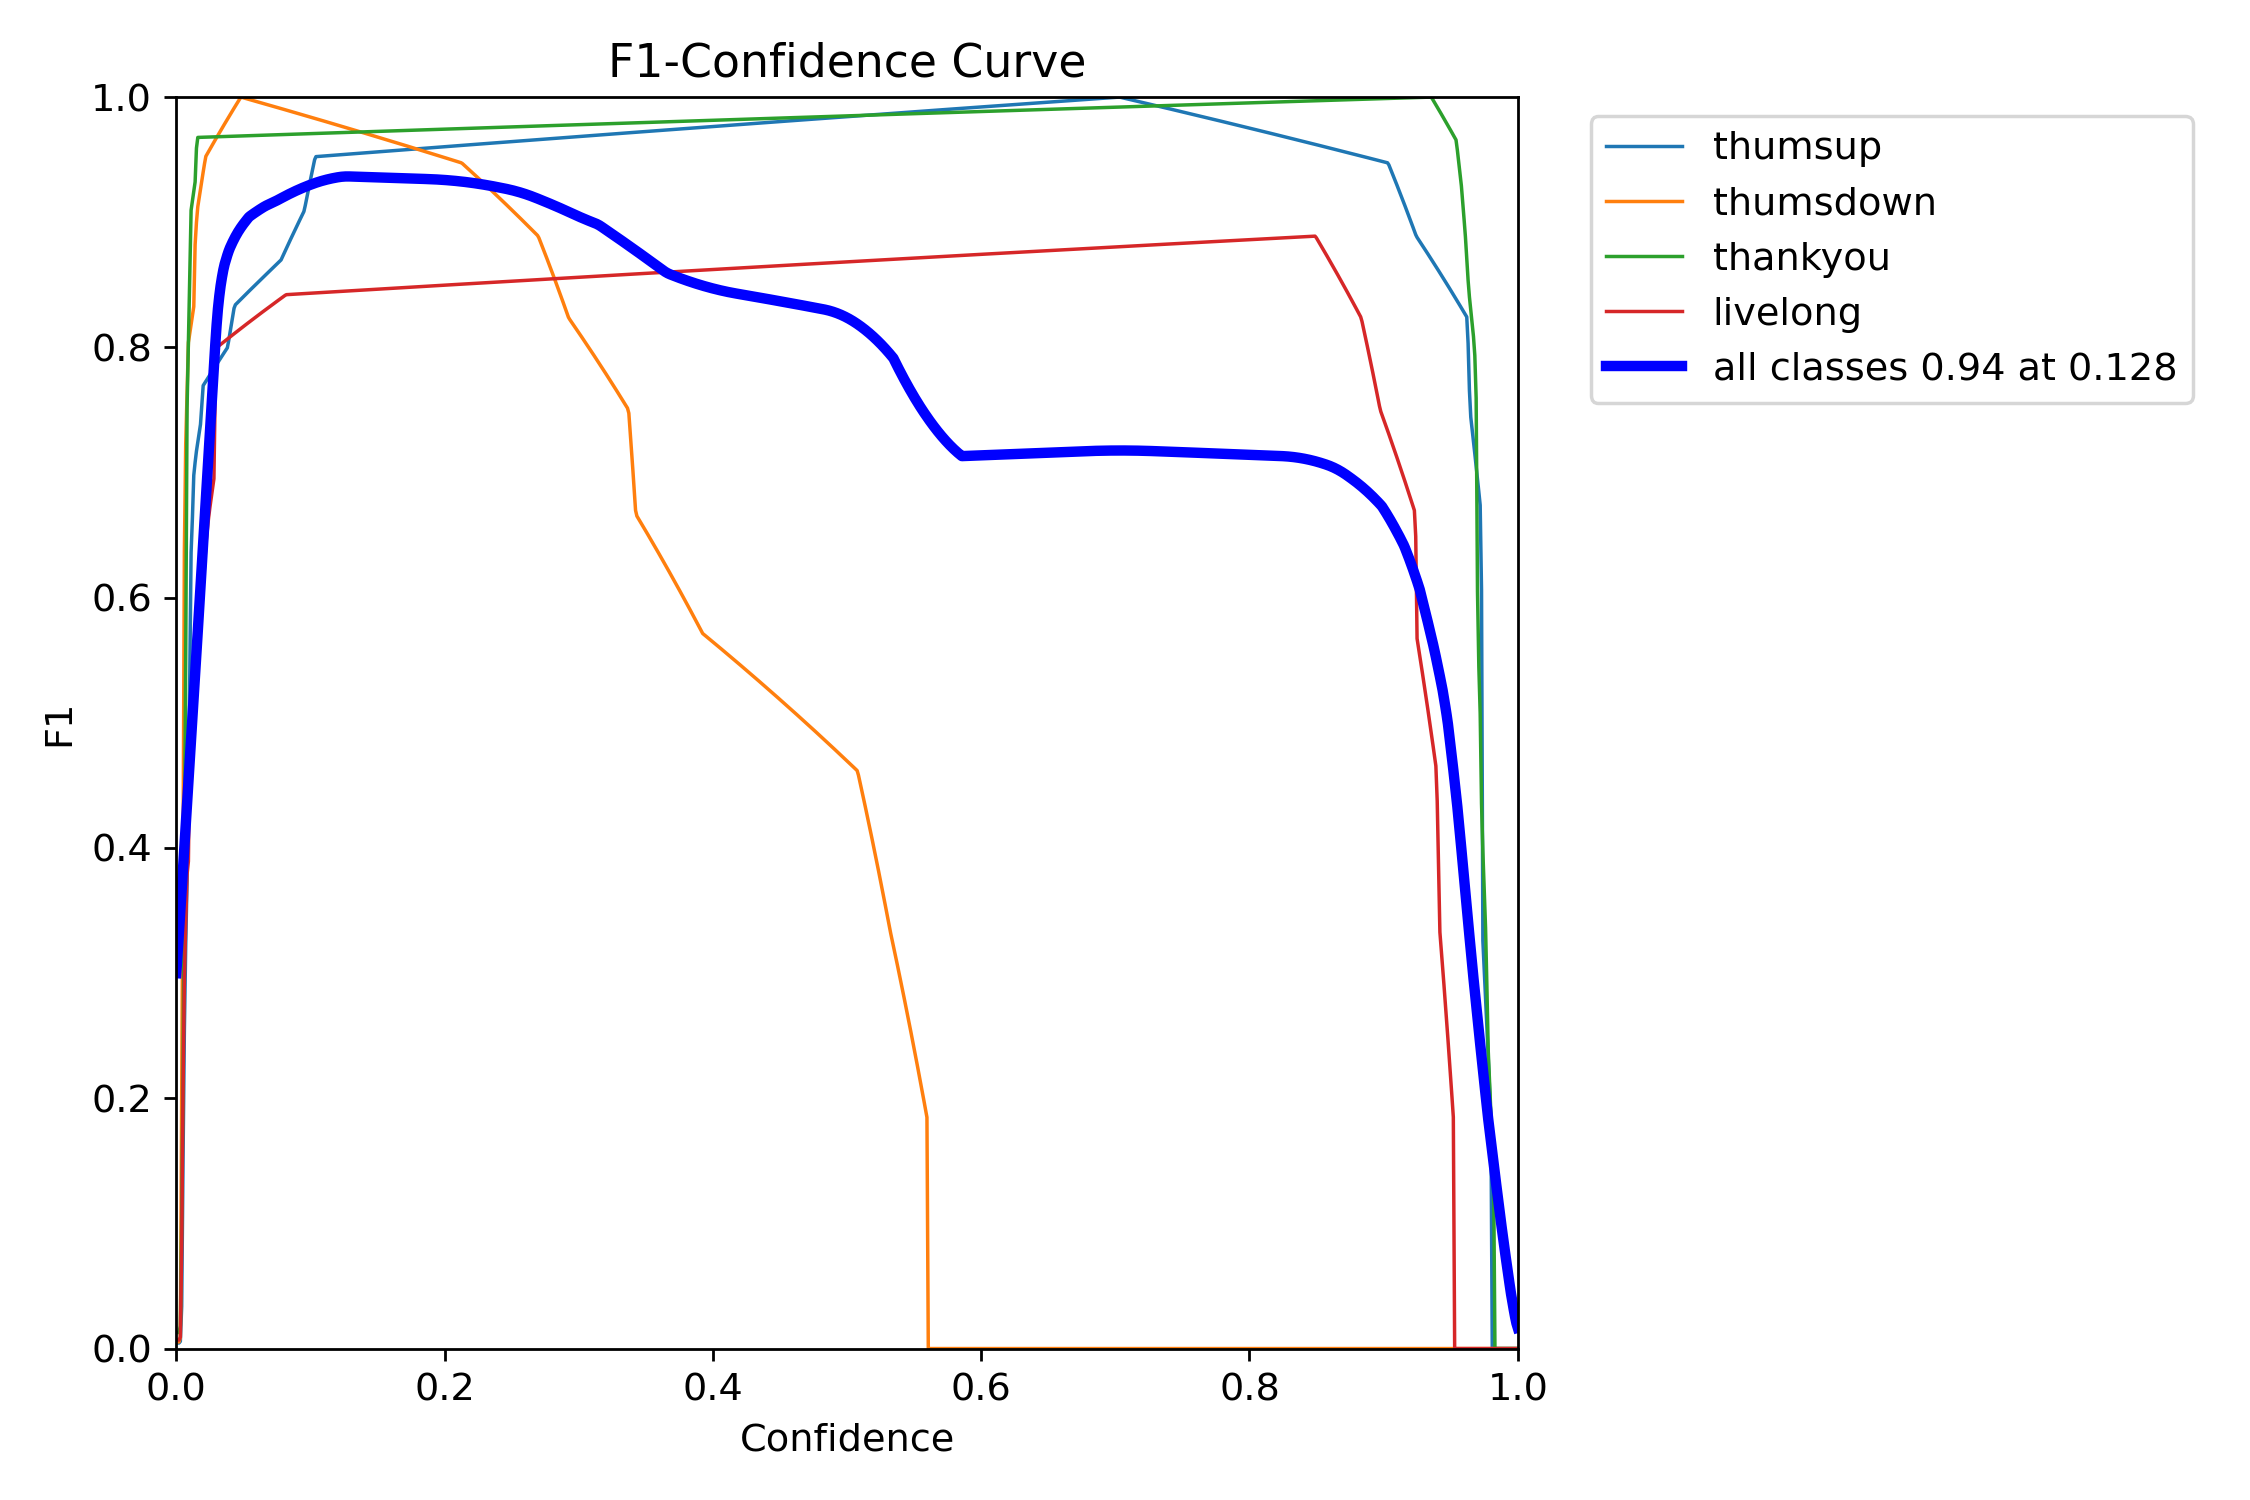 F1-Confidence Curve
1.0
0.8
0.6
0.4
0.2
0.0
F1
0.0 0.2 0.4 0.6 0.8 1.0
Confidence
thumsup
thumsdown
thankyou
livelong
all classes 0.94 at 0.128